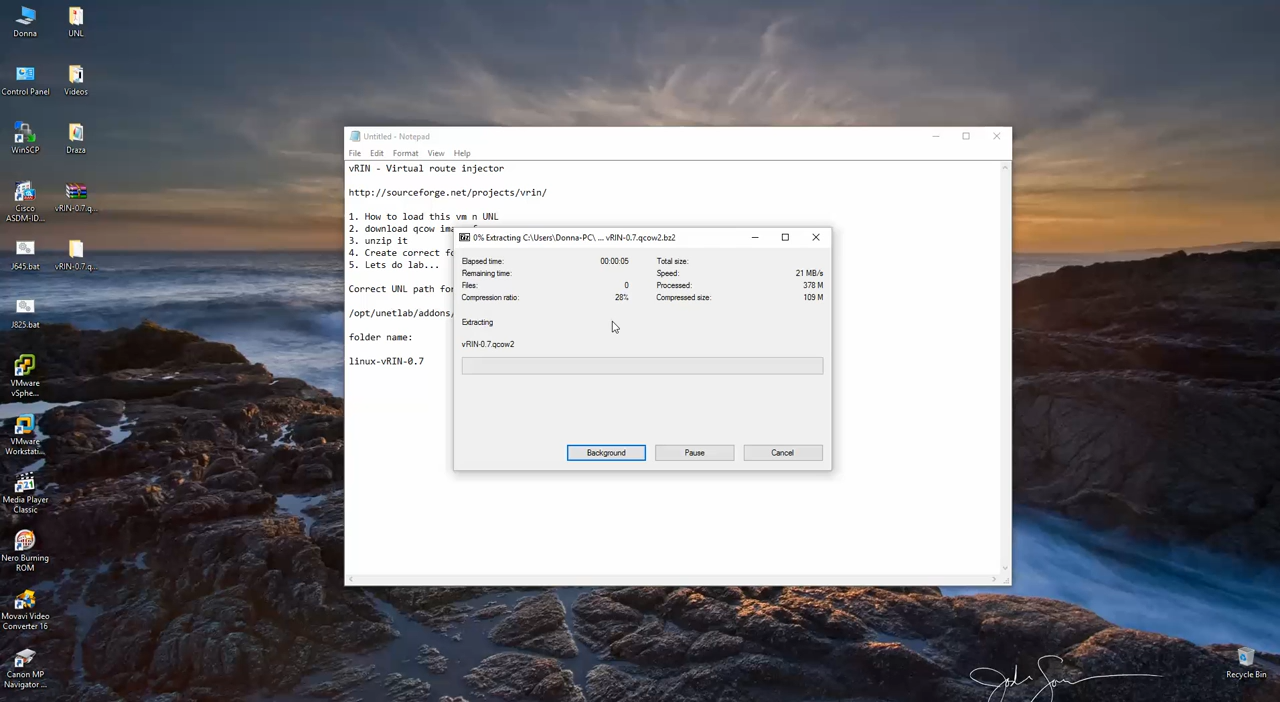 Donna
UNL
Control Panel
Videos
WinSCP
Draza
Cisco
ASDM-ID...
vRIN-0.7.q...
J645.bat
vRIN-0.7.q...
J825.bat
VMware
vSphe...
VMware
Workstati...
Media Player
Classic
Nero Burning
ROM
Movavi Video
Converter 16
Canon MP
Navigator ...
Recycle Bin
Untitled - Notepad
File Edit Format View Help
vRIN - Virtual route injector
http://sourceforge.net/projects/vrin/
1. How to load this vm n UNL
2. download qcow ima
3. unzip it
4. Create correct fo
5. Lets do lab...
Correct UNL path fo
/opt/unetlab/addons/
folder name:
linux-vRIN-0.7
0% Extracting C:\Users\Donna-PC\ ... vRIN-0.7.qcow2.bz2
Elapsed time: 00:00:05 Total size:
Remaining time: Speed: 21 MB/s
Files: 0 Processed: 378 M
Compression ratio: 28% Compressed size: 109 M
Extracting
vRIN-0.7.qcow2
Background Pause Cancel